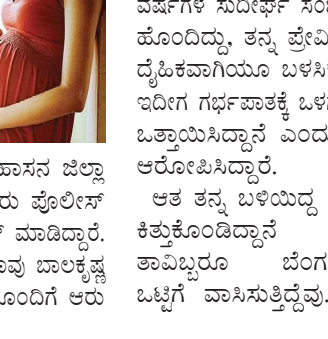 ಹಾಸನ ಜಿಲ್ಲಾ
ರು ಪೊಲೀಸ್
ಮಾಡಿದ್ದಾರೆ.
ಾವು ಬಾಲಕೃಷ್ಣ
ೊಂದಿಗೆ ಆರು
ವರ್ಷಗಳ ಸುದೀರ್ಘ ಸಂಬ
ಹೊಂದಿದ್ದು, ತನ್ನ ಪ್ರೇಮಿ
ದೈಹಿಕವಾಗಿಯೂ ಬಳಸಿ
ಇದೀಗ ಗರ್ಭಪಾತಕ್ಕೆ ಒಳ
ಒತ್ತಾಯಿಸಿದ್ದಾನೆ ಎಂದು
ಆರೋಪಿಸಿದ್ದಾರೆ.
ಆತ ತನ್ನ ಬಳಿಯಿದ್ದ
ಕಿತ್ತುಕೊಂಡಿದ್ದಾನೆ
ತಾವಿಬ್ಬರೂ ಬೆಂಗ
ಒಟ್ಟಿಗೆ ವಾಸಿಸುತ್ತಿದ್ದೆವು.